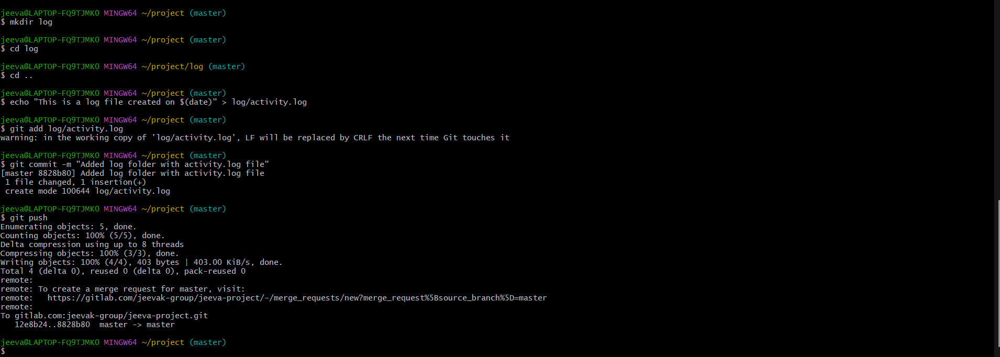 jeeva@LAPTOP-FQ9TJMKO MINGW64 ~/project (master)
$ mkdir log
jeeva@LAPTOP-FQ9TJMKO MINGW64 ~/project (master)
$ cd log
jeeva@LAPTOP-FQ9TJMKO MINGW64 ~/project/log (master)
$ cd ..
jeeva@LAPTOP-FQ9TJMKO MINGW64 ~/project (master)
$ echo "This is a log file created on $(date)" > log/activity.log
jeeva@LAPTOP-FQ9TJMKO MINGW64 ~/project (master)
$ git add log/activity.log
warning: in the working copy of 'log/activity.log', LF will be replaced by CRLF the next time Git touches it
jeeva@LAPTOP-FQ9TJMKO MINGW64 ~/project (master)
$ git commit -m "Added log folder with activity.log file"
[master 8828b80] Added log folder with activity.log file
 1 file changed, 1 insertion(+)
 create mode 100644 log/activity.log
jeeva@LAPTOP-FQ9TJMKO MINGW64 ~/project (master)
$ git push
Enumerating objects: 5, done.
Counting objects: 100% (5/5), done.
Delta compression using up to 8 threads
Compressing objects: 100% (3/3), done.
Writing objects: 100% (4/4), 403 bytes | 403.00 KiB/s, done.
Total 4 (delta 0), reused 0 (delta 0), pack-reused 0
remote:
remote: To create a merge request for master, visit:
remote:   https://gitlab.com/jeevak-group/jeeva-project/-/merge_requests/new?merge_request%5Bsource_branch%5D=master
remote:
To gitlab.com:jeevak-group/jeeva-project.git
   12e8b24..8828b80  master -> master
jeeva@LAPTOP-FQ9TJMKO MINGW64 ~/project (master)
$